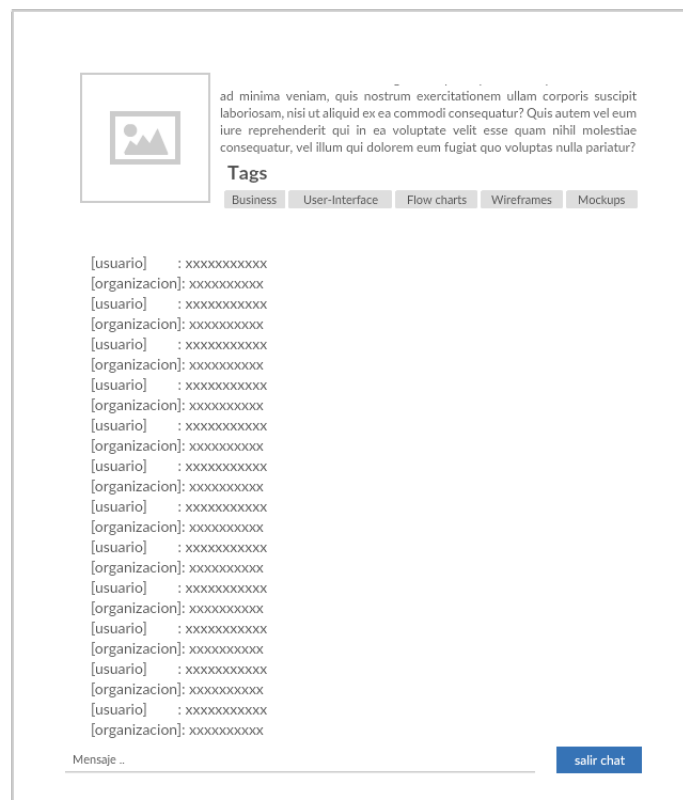 ad minima veniam, quis nostrum exercitationem ullam corporis suscipit
laboriosam, nisi ut aliquid ex ea commodi consequatur? Quis autem vel eum
iure reprehenderit qui in ea voluptate velit esse quam nihil molestiae
consequatur, vel illum qui dolorem eum fugiat quo voluptas nulla pariatur?
Tags
Business User-Interface Flow charts Wireframes Mockups
[usuario] : xxxxxxxxxxx
[organizacion]: xxxxxxxxxx
[usuario] : xxxxxxxxxxx
[organizacion]: xxxxxxxxxx
[usuario] : xxxxxxxxxxx
[organizacion]: xxxxxxxxxx
[usuario] : xxxxxxxxxxx
[organizacion]: xxxxxxxxxx
[usuario] : xxxxxxxxxxx
[organizacion]: xxxxxxxxxx
[usuario] : xxxxxxxxxxx
[organizacion]: xxxxxxxxxx
[usuario] : xxxxxxxxxxx
[organizacion]: xxxxxxxxxx
[usuario] : xxxxxxxxxxx
[organizacion]: xxxxxxxxxx
[usuario] : xxxxxxxxxxx
[organizacion]: xxxxxxxxxx
[usuario] : xxxxxxxxxxx
[organizacion]: xxxxxxxxxx
[usuario] : xxxxxxxxxxx
[organizacion]: xxxxxxxxxx
[usuario] : xxxxxxxxxxx
[organizacion]: xxxxxxxxxx
Mensaje .. salir chat